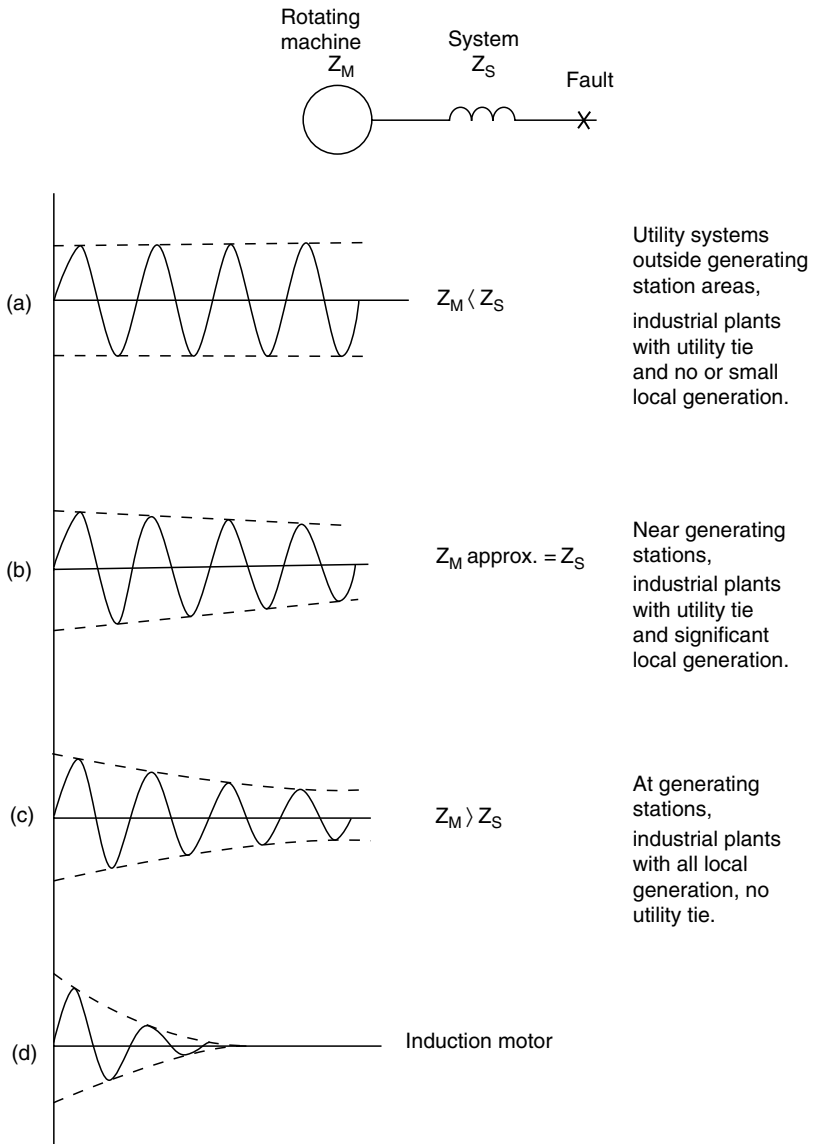 Rotating
machine
Z_M
System
Z_S
Fault
(a)
Z_M ⟨ Z_S
Utility systems
outside generating
station areas,
industrial plants
with utility tie
and no or small
local generation.
(b)
Z_M approx. = Z_S
Near generating
stations,
industrial plants
with utility tie
and significant
local generation.
(c)
Z_M ⟩ Z_S
At generating
stations,
industrial plants
with all local
generation, no
utility tie.
(d)
Induction motor